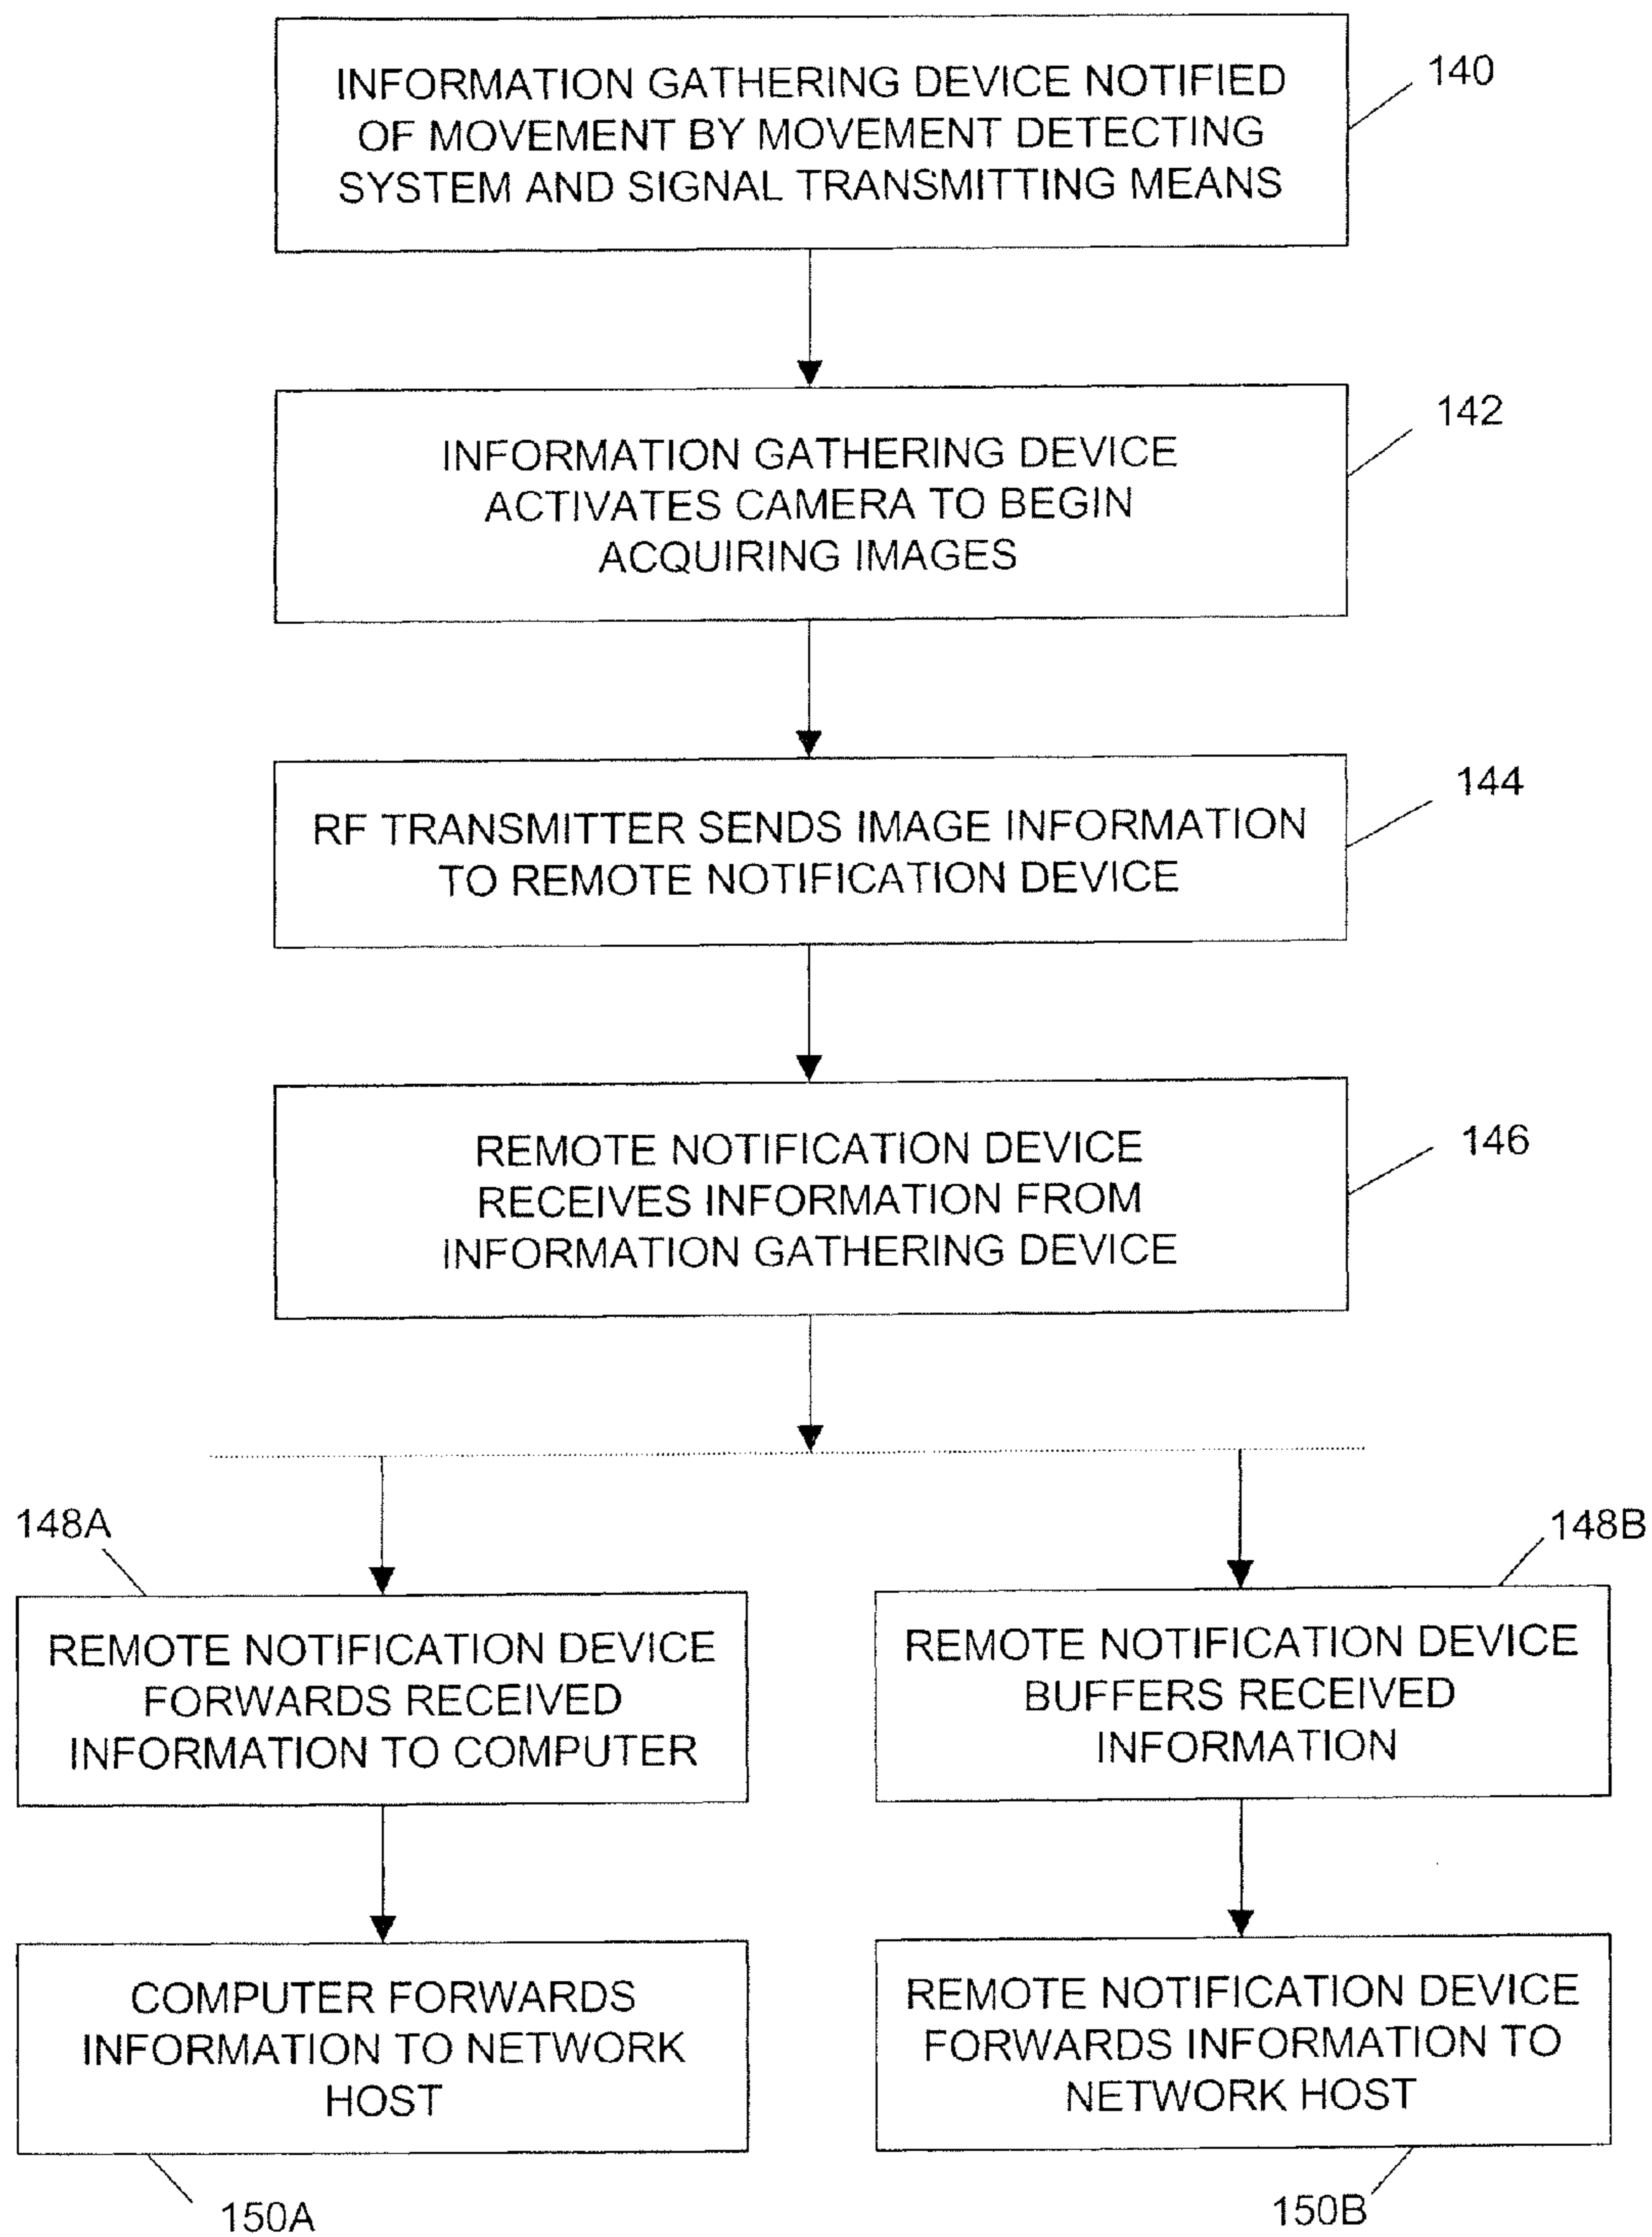 INFORMATION GATHERING DEVICE NOTIFIED
OF MOVEMENT BY MOVEMENT DETECTING
SYSTEM AND SIGNAL TRANSMITTING MEANS
140
INFORMATION GATHERING DEVICE
ACTIVATES CAMERA TO BEGIN
ACQUIRING IMAGES
142
RF TRANSMITTER SENDS IMAGE INFORMATION
TO REMOTE NOTIFICATION DEVICE
144
REMOTE NOTIFICATION DEVICE
RECEIVES INFORMATION FROM
INFORMATION GATHERING DEVICE
146
148A
REMOTE NOTIFICATION DEVICE
FORWARDS RECEIVED
INFORMATION TO COMPUTER
148B
REMOTE NOTIFICATION DEVICE
BUFFERS RECEIVED
INFORMATION
COMPUTER FORWARDS
INFORMATION TO NETWORK
HOST
150A
REMOTE NOTIFICATION DEVICE
FORWARDS INFORMATION TO
NETWORK HOST
150B